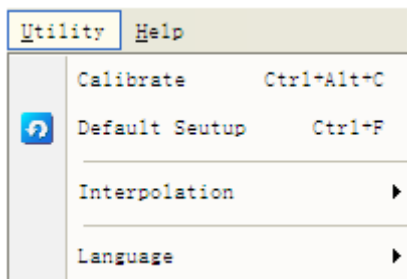 Utility Help
Calibrate Ctrl+Alt+C
Default Seutup Ctrl+F
Interpolation
Language